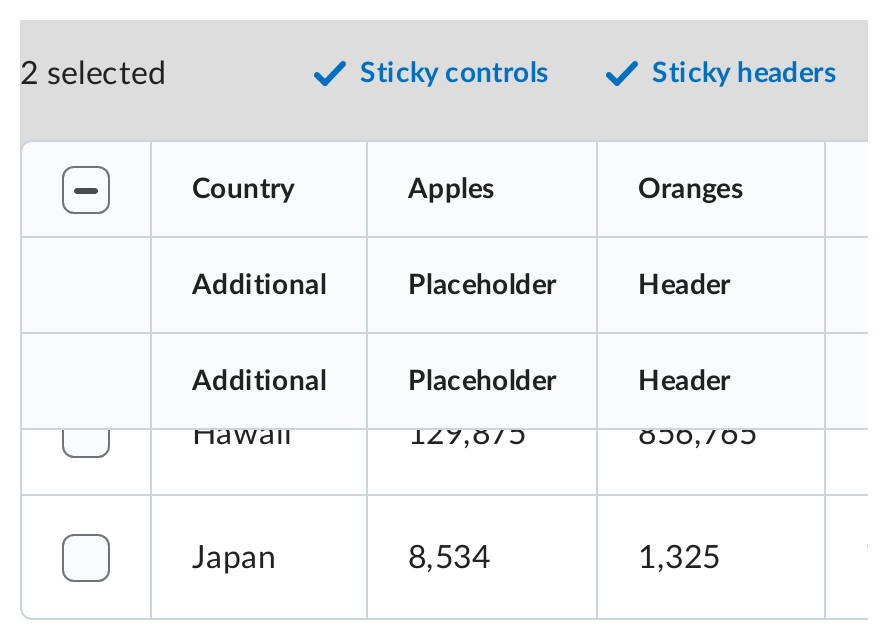 2 selected Sticky controls Sticky headers
Country Apples Oranges
Additional Placeholder Header
Additional Placeholder Header
Hawaii 129,875 856,765
Japan 8,534 1,325